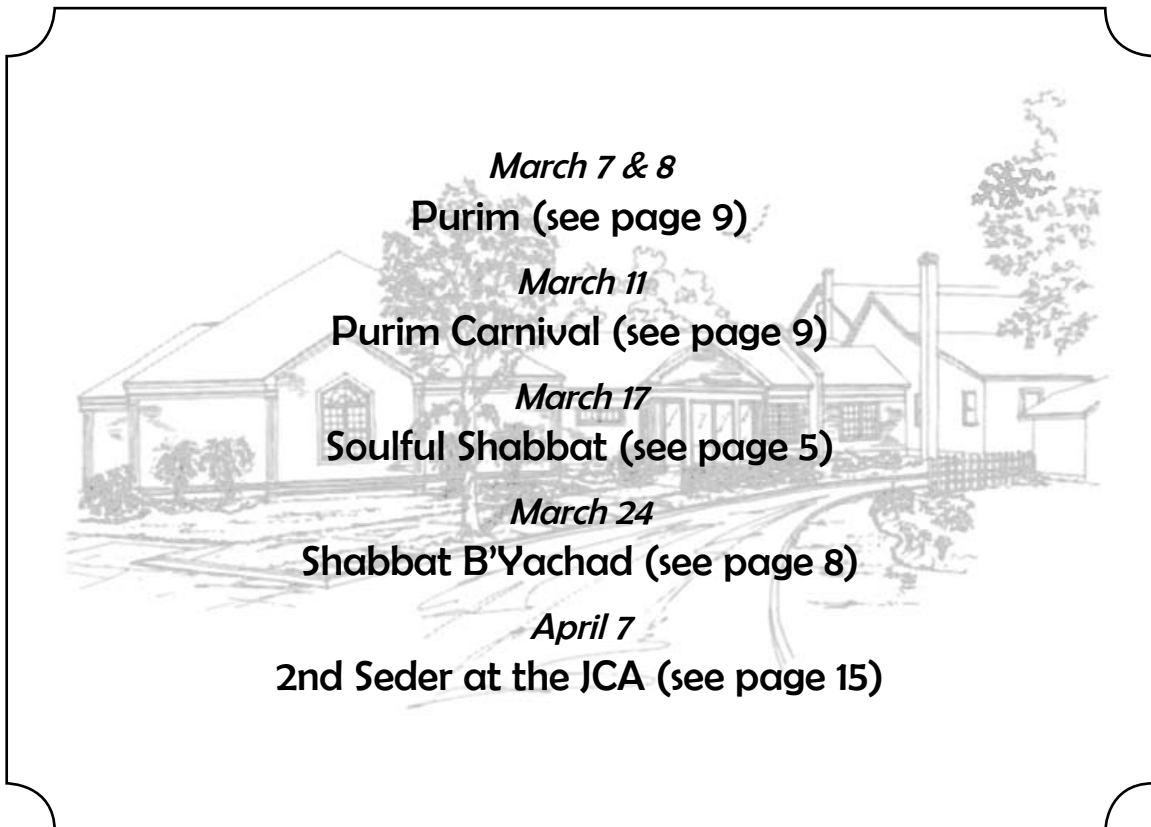 March 7 & 8
Purim (see page 9)
March 11
Purim Carnival (see page 9)
March 17
Soulful Shabbat (see page 5)
March 24
Shabbat B’Yachad (see page 8)
April 7
2nd Seder at the JCA (see page 15)